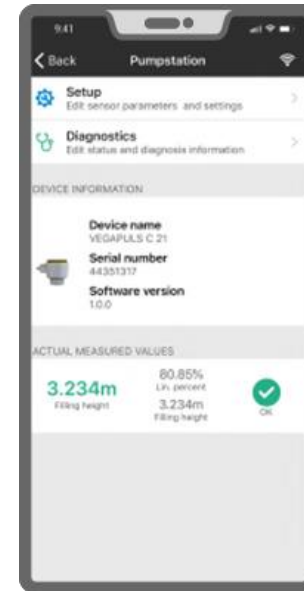 9:41
Back Pumpstation
Setup
Edit sensor parameters and settings
Diagnostics
Edit status and diagnosis information
DEVICE INFORMATION
Device name
VEGAPULS C 21
Serial number
44351317
Software version
1.0.0
ACTUAL MEASURED VALUES
80.85%
3.234m Lin. percent
Filling height 3.234m
Filling height
OK